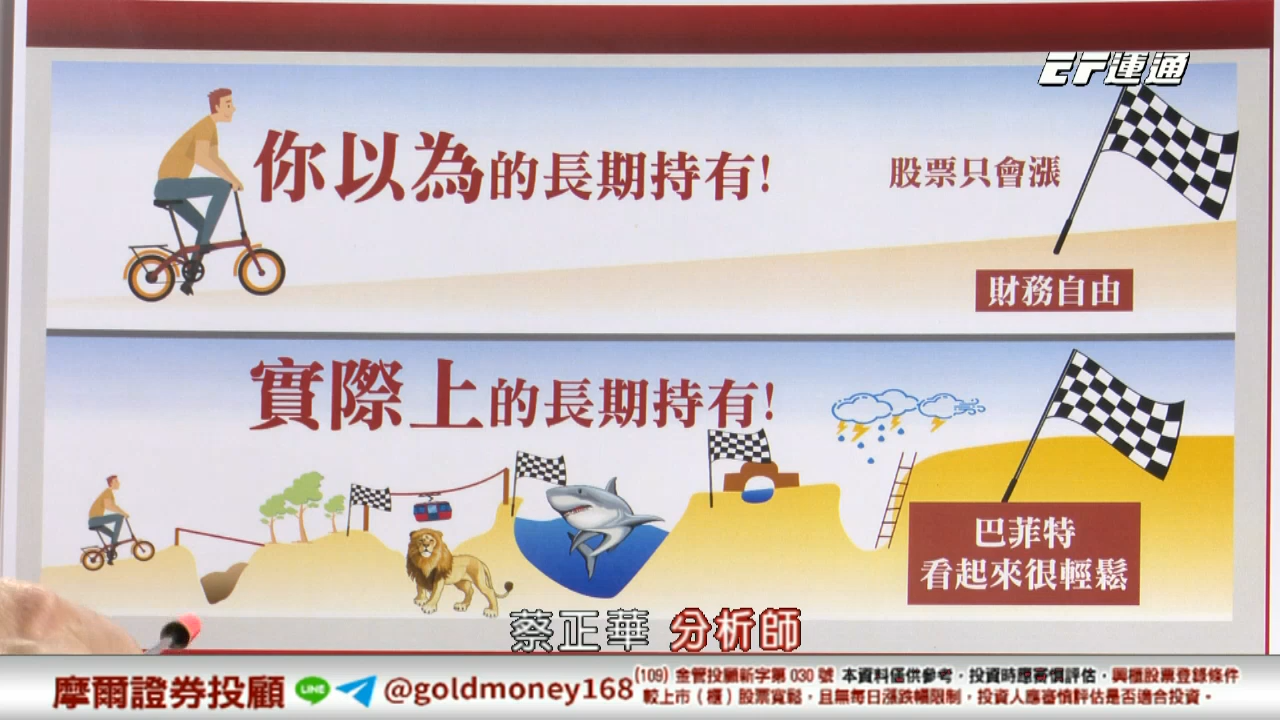 EF運通
你以為的長期持有!
股票只會漲
財務自由
實際上的長期持有!
巴菲特
看起來很輕鬆
蔡正華 分析師
摩爾證券投顧 LINE @goldmoney168
(109) 金管投顧新字第 030 號 本資料僅供參考，投資時應審慎評估，興櫃股票登錄條件
較上市（櫃）股票寬鬆，且無每日漲跌幅限制，投資人應審慎評估是否適合投資。